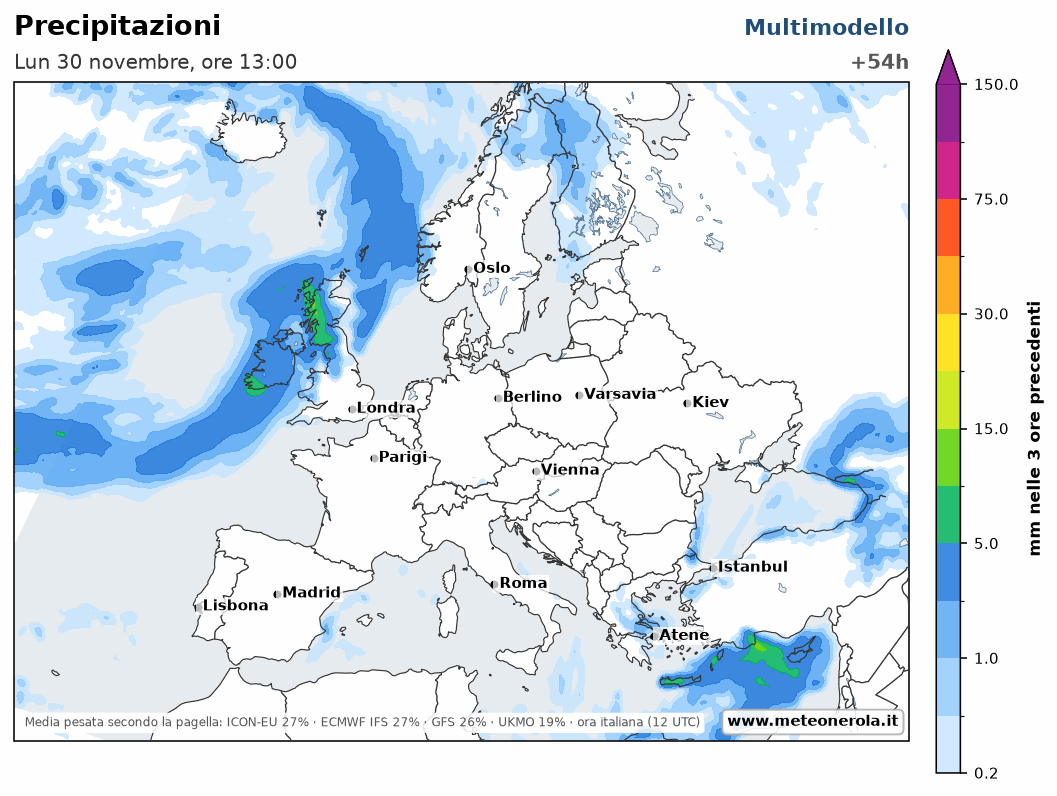 Precipitazioni
Multimodello
Lun 30 novembre, ore 13:00
+54h
150.0
75.0
30.0
15.0
5.0
1.0
0.2
mm nelle 3 ore precedenti
Oslo
Berlino
Varsavia
Kiev
Londra
Parigi
Vienna
Istanbul
Roma
Madrid
Lisbona
Atene
Media pesata secondo la pagella: ICON-EU 27% · ECMWF IFS 27% · GFS 26% · UKMO 19% · ora italiana (12 UTC)
www.meteonerola.it